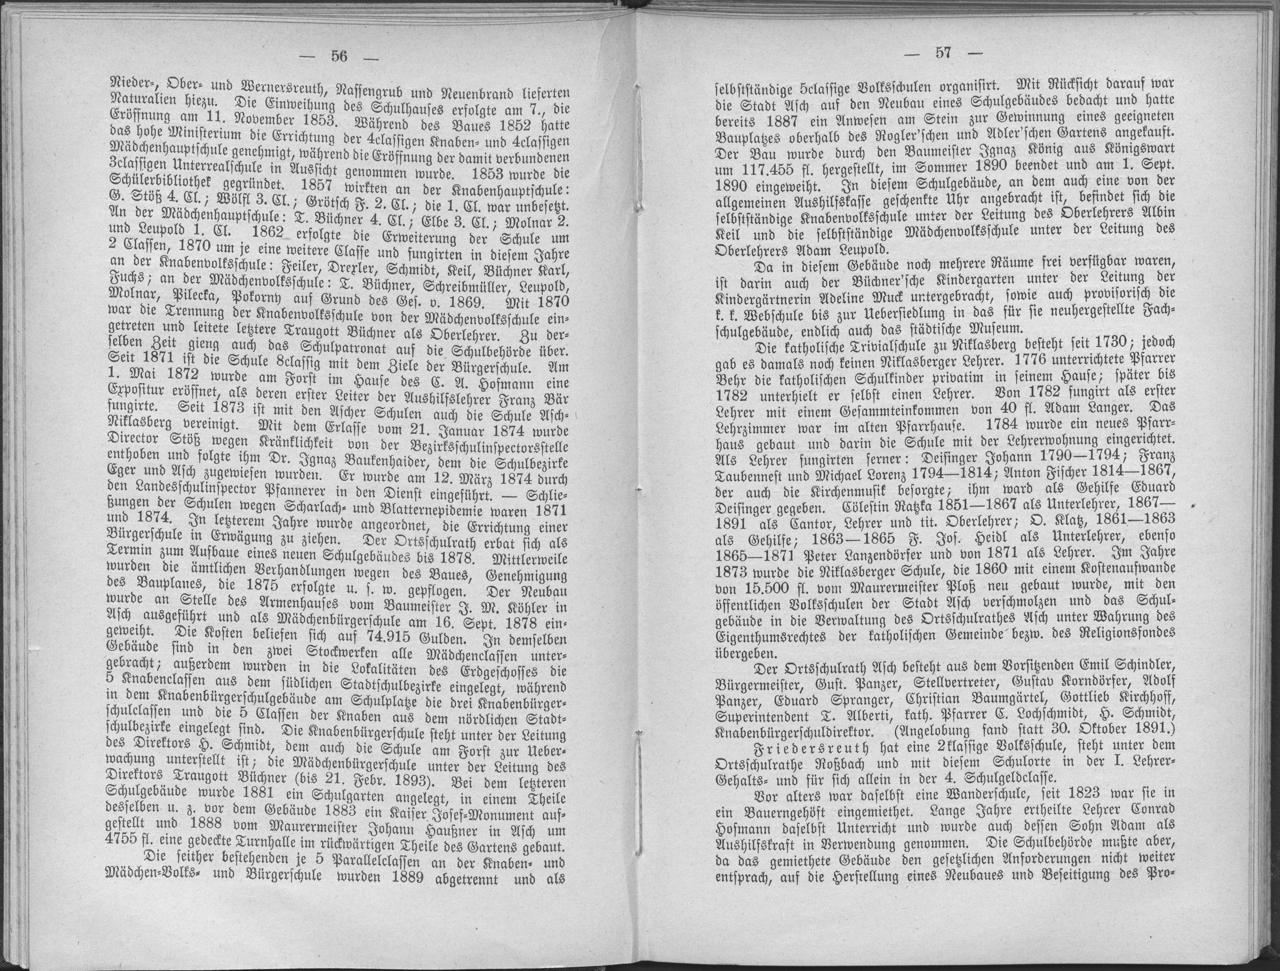 — 56 —
Nieder-, Ober- und Wernersreuth, Nassengrub und Neuenbrand lieferten
Naturalien hiezu. Die Einweihung des Schulhauses erfolgte am 7., die
Eröffnung am 11. November 1853. Während des Baues 1852 hatte
das hohe Ministerium die Errichtung der 4classigen Knaben- und 4classigen
Mädchenhauptschule genehmigt, während die Eröffnung der damit verbundenen
3classigen Unterrealschule in Aussicht genommen wurde. 1853 wurde die
Schülerbibliothek gegründet. 1857 wirkten an der Knabenhauptschule:
G. Stöß 4. Cl.; Wölfl 3. Cl.; Grötsch F. 2. Cl.; die 1. Cl. war unbesetzt.
An der Mädchenhauptschule: T. Büchner 4. Cl.; Elbe 3. Cl.; Molnar 2.
und Leupold 1. Cl. 1862 erfolgte die Erweiterung der Schule um
2 Classen, 1870 um je eine weitere Classe und fungirten in diesem Jahre
an der Knabenvolksschule: Feiler, Drexler, Schmidt, Keil, Büchner Karl,
Fuchs; an der Mädchenvolksschule: T. Büchner, Schreibmüller, Leupold,
Molnar, Pilecka, Pokorny auf Grund des Ges. v. 1869. Mit 1870
war die Trennung der Knabenvolksschule von der Mädchenvolksschule ein-
getreten und leitete letztere Traugott Büchner als Oberlehrer. Zu der-
selben Zeit gieng auch das Schulpatronat auf die Schulbehörde über.
Seit 1871 ist die Schule 8classig mit dem Ziele der Bürgerschule. Am
1. Mai 1872 wurde am Forst im Hause des C. A. Hofmann eine
Expositur eröffnet, als deren erster Leiter der Aushilfslehrer Franz Bär
fungirte. Seit 1873 ist mit den Ascher Schulen auch die Schule Asch-
Niklasberg vereinigt. Mit dem Erlasse vom 21. Januar 1874 wurde
Director Stöß wegen Kränklichkeit von der Bezirksschulinspectorsstelle
enthoben und folgte ihm Dr. Ignaz Baukenhaider, dem die Schulbezirke
Eger und Asch zugewiesen wurden. Er wurde am 12. März 1874 durch
den Landesschulinspector Pfannerer in den Dienst eingeführt. — Schlie-
ßungen der Schulen wegen Scharlach- und Blatternepidemie waren 1871
und 1874. In letzterem Jahre wurde angeordnet, die Errichtung einer
Bürgerschule in Erwägung zu ziehen. Der Ortsschulrath erbat sich als
Termin zum Aufbaue eines neuen Schulgebäudes bis 1878. Mittlerweile
wurden die ämtlichen Verhandlungen wegen des Baues, Genehmigung
des Bauplanes, die 1875 erfolgte u. s. w. gepflogen. Der Neubau
wurde an Stelle des Armenhauses vom Baumeister J. M. Köhler in
Asch ausgeführt und als Mädchenbürgerschule am 16. Sept. 1878 ein-
geweiht. Die Kosten beliefen sich auf 74.915 Gulden. In demselben
Gebäude sind in den zwei Stockwerken alle Mädchenclassen unter-
gebracht; außerdem wurden in die Lokalitäten des Erdgeschosses die
5 Knabenclassen aus dem südlichen Stadtschulbezirke eingelegt, während
in dem Knabenbürgerschulgebäude am Schulplatze die drei Knabenbürger-
schulclassen und die 5 Classen der Knaben aus dem nördlichen Stadt-
schulbezirke eingelegt sind. Die Knabenbürgerschule steht unter der Leitung
des Direktors H. Schmidt, dem auch die Schule am Forst zur Ueber-
wachung unterstellt ist; die Mädchenbürgerschule unter der Leitung des
Direktors Traugott Büchner (bis 21. Febr. 1893). Bei dem letzteren
Schulgebäude wurde 1881 ein Schulgarten angelegt, in einem Theile
desselben u. z. vor dem Gebäude 1883 ein Kaiser Josef-Monument auf-
gestellt und 1888 vom Maurermeister Johann Haußner in Asch um
4755 fl. eine gedeckte Turnhalle im rückwärtigen Theile des Gartens gebaut.
Die seither bestehenden je 5 Parallelclassen an der Knaben- und
Mädchen-Volks- und Bürgerschule wurden 1889 abgetrennt und als
— 57 —
selbstständige 5classige Volksschulen organisirt. Mit Rücksicht darauf war
die Stadt Asch auf den Neubau eines Schulgebäudes bedacht und hatte
bereits 1887 ein Anwesen am Stein zur Gewinnung eines geeigneten
Bauplatzes oberhalb des Rogler'schen und Adler'schen Gartens angekauft.
Der Bau wurde durch den Baumeister Ignaz König aus Königswart
um 117.455 fl. hergestellt, im Sommer 1890 beendet und am 1. Sept.
1890 eingeweiht. In diesem Schulgebäude, an dem auch eine von der
allgemeinen Aushilfskasse geschenkte Uhr angebracht ist, befindet sich die
selbstständige Knabenvolksschule unter der Leitung des Oberlehrers Albin
Keil und die selbstständige Mädchenvolksschule unter der Leitung des
Oberlehrers Adam Leupold.
Da in diesem Gebäude noch mehrere Räume frei verfügbar waren,
ist darin auch der Büchner'sche Kindergarten unter der Leitung der
Kindergärtnerin Adeline Muck untergebracht, sowie auch provisorisch die
k. k. Webschule bis zur Uebersiedlung in das für sie neuhergestellte Fach-
schulgebäude, endlich auch das städtische Museum.
Die katholische Trivialschule zu Niklasberg besteht seit 1730; jedoch
gab es damals noch keinen Niklasberger Lehrer. 1776 unterrichtete Pfarrer
Behr die katholischen Schulkinder privatim in seinem Hause; später bis
1782 unterhielt er selbst einen Lehrer. Von 1782 fungirt als erster
Lehrer mit einem Gesammteinkommen von 40 fl. Adam Langer. Das
Lehrzimmer war im alten Pfarrhause. 1784 wurde ein neues Pfarr-
haus gebaut und darin die Schule mit der Lehrerwohnung eingerichtet.
Als Lehrer fungirten ferner: Deisinger Johann 1790—1794; Franz
Taubennest und Michael Lorenz 1794—1814; Anton Fischer 1814—1867,
der auch die Kirchenmusik besorgte; ihm ward als Gehilfe Eduard
Deisinger gegeben. Cölestin Natzka 1851—1867 als Unterlehrer, 1867—
1891 als Cantor, Lehrer und tit. Oberlehrer; O. Klatz, 1861—1863
als Gehilfe; 1863—1865 F. Jos. Heidl als Unterlehrer, ebenso
1865—1871 Peter Lanzendörfer und von 1871 als Lehrer. Im Jahre
1873 wurde die Niklasberger Schule, die 1860 mit einem Kostenaufwande
von 15.500 fl. vom Maurermeister Ploß neu gebaut wurde, mit den
öffentlichen Volksschulen der Stadt Asch verschmolzen und das Schul-
gebäude in die Verwaltung des Ortsschulrathes Asch unter Wahrung des
Eigenthumsrechtes der katholischen Gemeinde bezw. des Religionsfondes
übergeben.
Der Ortsschulrath Asch besteht aus dem Vorsitzenden Emil Schindler,
Bürgermeister, Gust. Panzer, Stellvertreter, Gustav Korndörfer, Adolf
Panzer, Eduard Spranger, Christian Baumgärtel, Gottlieb Kirchhoff,
Superintendent T. Alberti, kath. Pfarrer C. Lochschmidt, H. Schmidt,
Knabenbürgerschuldirektor. (Angelobung fand statt 30. Oktober 1891.)
Friedersreuth hat eine 2klassige Volksschule, steht unter dem
Ortsschulrathe Roßbach und mit diesem Schulorte in der I. Lehrer-
Gehalts- und für sich allein in der 4. Schulgeldclasse.
Vor alters war daselbst eine Wanderschule, seit 1823 war sie in
ein Bauerngehöst eingemiethet. Lange Jahre ertheilte Lehrer Conrad
Hofmann daselbst Unterricht und wurde auch dessen Sohn Adam als
Aushilfskraft in Verwendung genommen. Die Schulbehörde mußte aber,
da das gemiethete Gebäude den gesetzlichen Anforderungen nicht weiter
entsprach, auf die Herstellung eines Neubaues und Beseitigung des Pro-